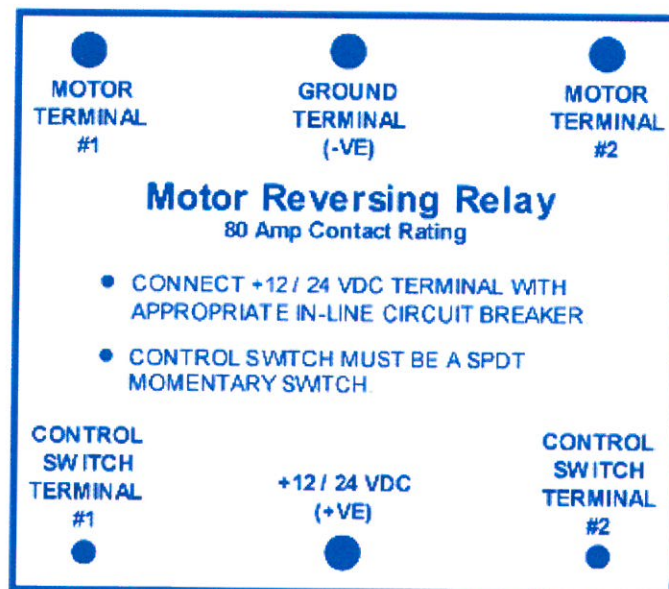 MOTOR
TERMINAL
#1
GROUND
TERMINAL
(-VE)
MOTOR
TERMINAL
#2
Motor Reversing Relay
80 Amp Contact Rating
CONNECT +12 / 24 VDC TERMINAL WITH
APPROPRIATE IN-LINE CIRCUIT BREAKER
CONTROL SWITCH MUST BE A SPDT
MOMENTARY SWITCH.
CONTROL
SWITCH
TERMINAL
#1
+12 / 24 VDC
(+VE)
CONTROL
SWITCH
TERMINAL
#2